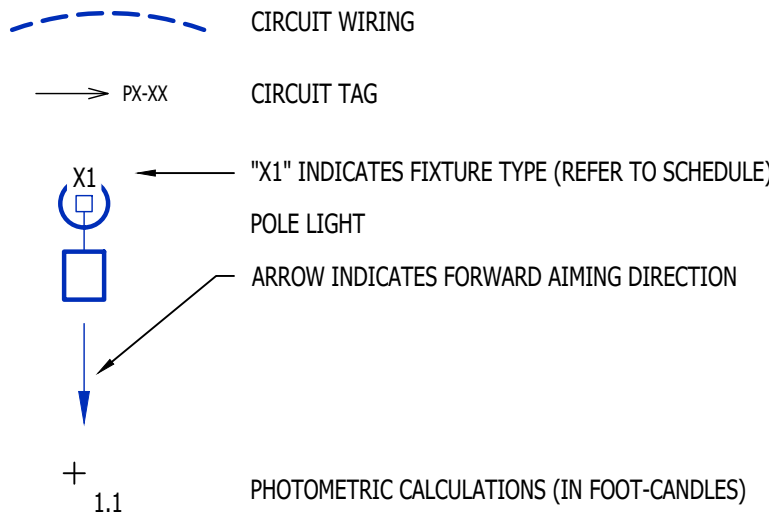 CIRCUIT WIRING
PX-XX CIRCUIT TAG
X1 "X1" INDICATES FIXTURE TYPE (REFER TO SCHEDULE)
POLE LIGHT
ARROW INDICATES FORWARD AIMING DIRECTION
1.1 PHOTOMETRIC CALCULATIONS (IN FOOT-CANDLES)